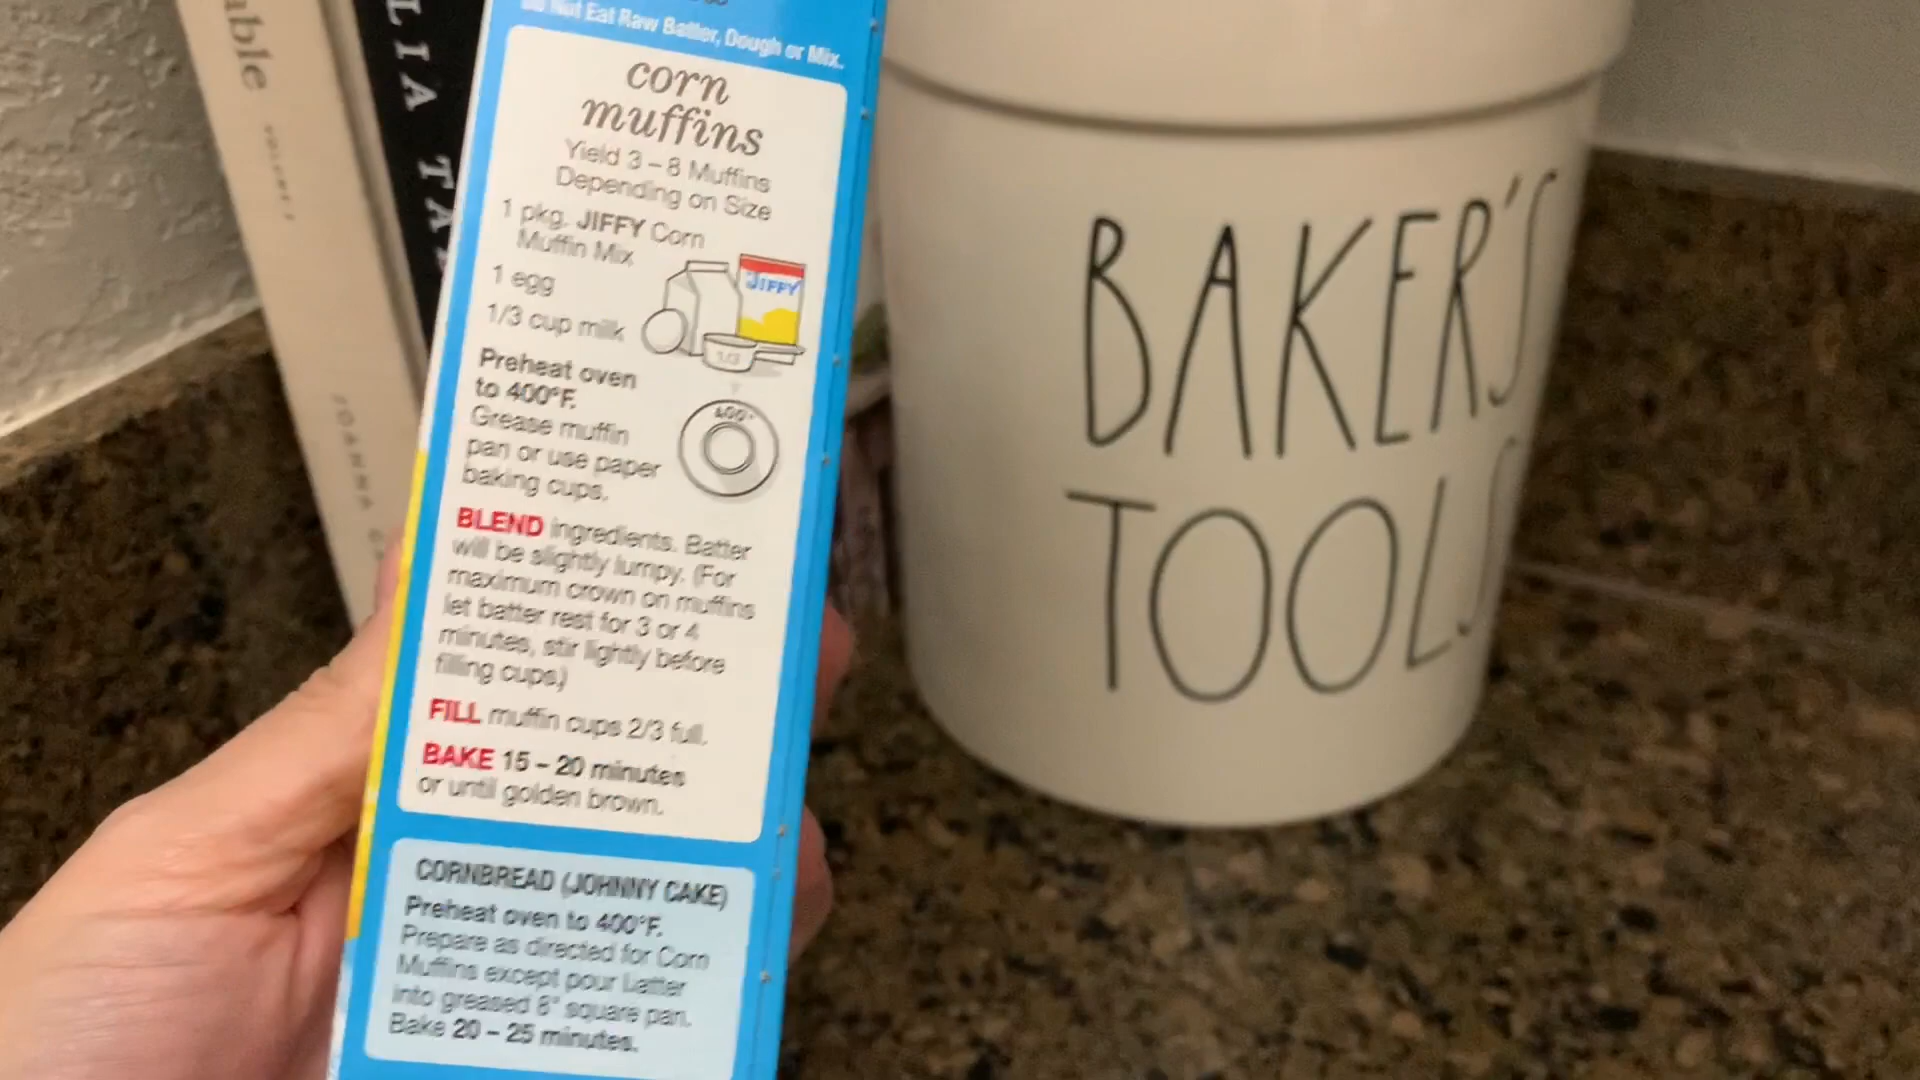 Do Not Eat Raw Batter, Dough or Mix.
corn
muffins
Yield 3 – 8 Muffins
Depending on Size
1 pkg. JIFFY Corn
Muffin Mix
1 egg
1/3 cup milk
JIFFY
1/3
Preheat oven
to 400°F.
Grease muffin
pan or use paper
baking cups.
400°
BLEND ingredients. Batter
will be slightly lumpy. (For
maximum crown on muffins
let batter rest for 3 or 4
minutes, stir lightly before
filling cups.)
FILL muffin cups 2/3 full.
BAKE 15 – 20 minutes
or until golden brown.
CORNBREAD (JOHNNY CAKE)
Preheat oven to 400°F.
Prepare as directed for Corn
Muffins except pour batter
into greased 8" square pan.
Bake 20 – 25 minutes.
able
VOLUME 2
JOANNA G
LIA TA
BAKER'S
TOOLS